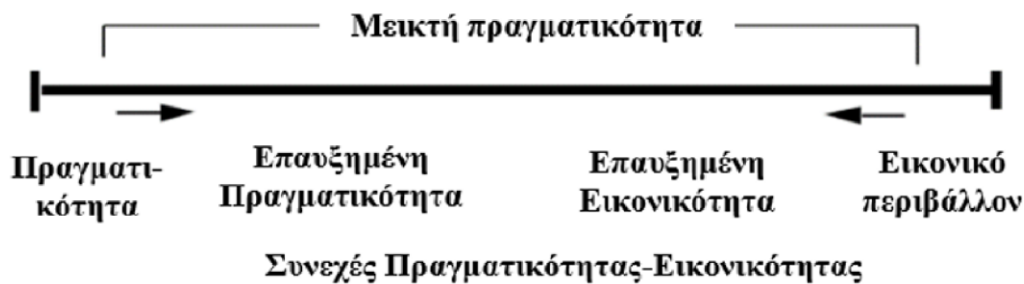 Μεικτή πραγματικότητα
Πραγματι-
κότητα
Επαυξημένη
Πραγματικότητα
Επαυξημένη
Εικονικότητα
Εικονικό
περιβάλλον
Συνεχές Πραγματικότητας-Εικονικότητας